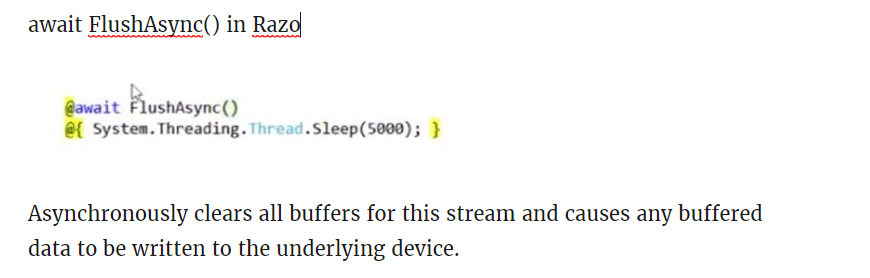 await FlushAsync() in Razo
@await FlushAsync()
@{ System.Threading.Thread.Sleep(5000); }
Asynchronously clears all buffers for this stream and causes any buffered
data to be written to the underlying device.